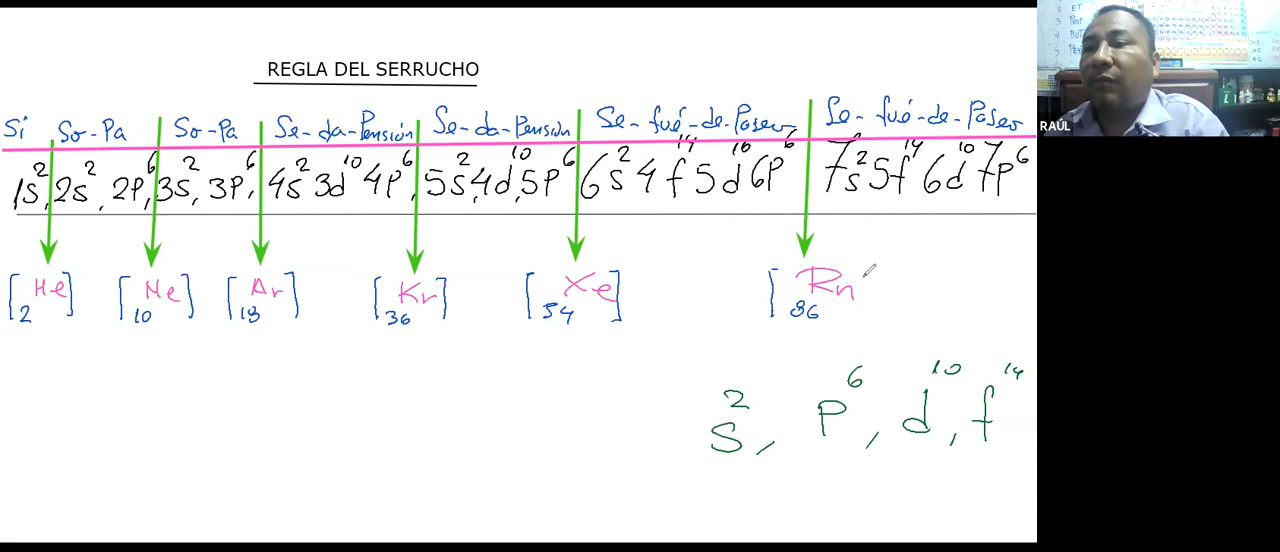 REGLA DEL SERRUCHO
Si So-Pa So-Pa Se-da-Pensión Se-da-Pensión Se-fué-de-Paseo, Se-fué-de-Paseo
1s², 2s², 2p⁶, 3s², 3p⁶, 4s² 3d¹⁰ 4p⁶, 5s², 4d¹⁰, 5p⁶ 6s² 4f¹⁴ 5d¹⁰ 6p⁶ 7s² 5f¹⁴ 6d¹⁰ 7p⁶
[₂He] [₁₀Ne] [₁₈Ar] [₃₆Kr] [₅₄Xe] [₈₆Rn
s², p⁶, d¹⁰, f¹⁴
RAÚL